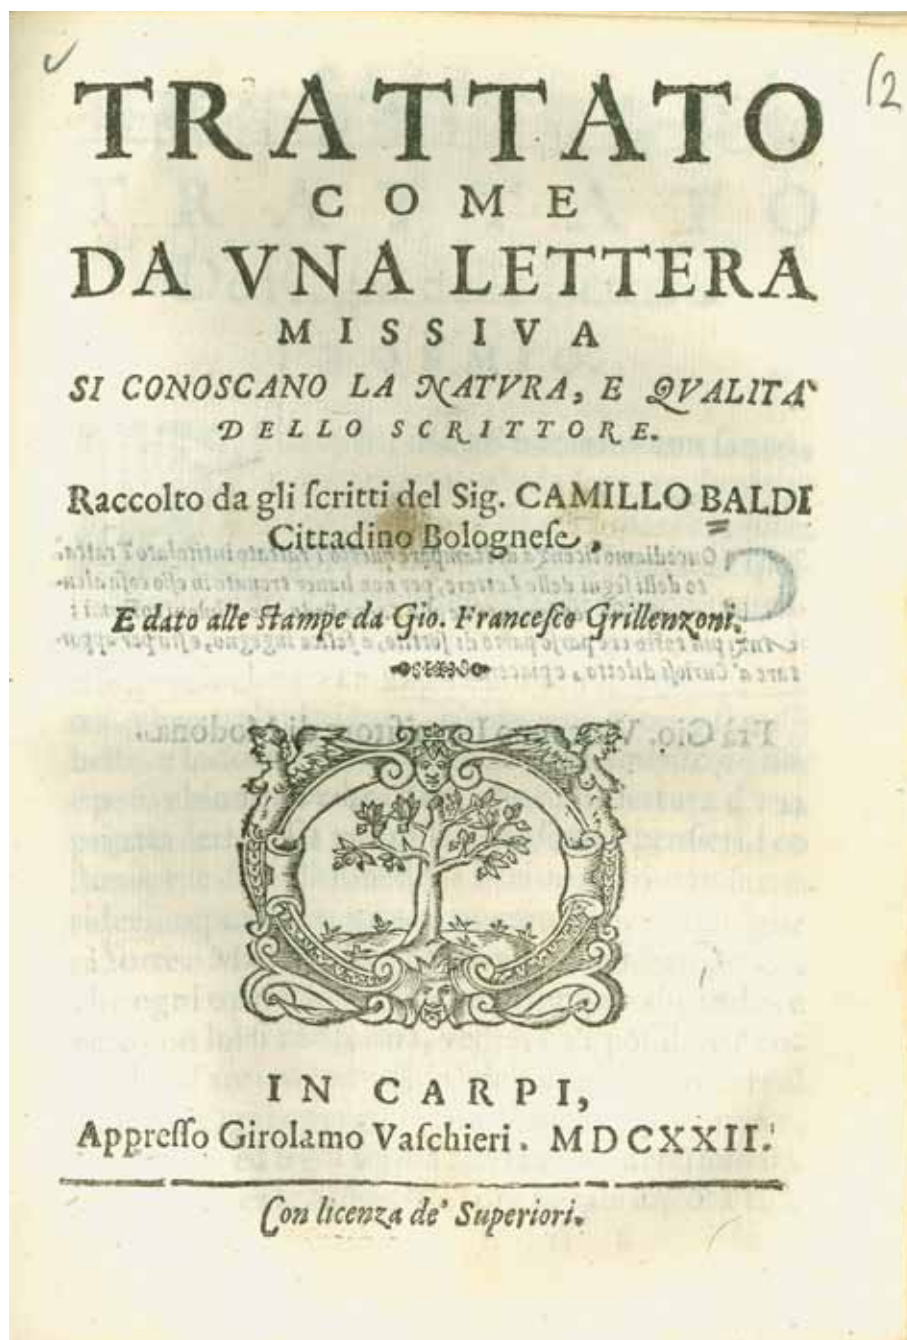 TRATTATO
COME
DA VNA LETTERA
MISSIVA
SI CONOSCANO LA NATVRA, E QVALITA'
DELLO SCRITTORE.
Raccolto da gli ſcritti del Sig. CAMILLO BALDI
Cittadino Bologneſe.
E dato alle ſtampe da Gio. Franceſco Grillenzoni.
IN CARPI,
Appreſſo Girolamo Vaſchieri. MDCXXII.
Con licenza de' Superiori.